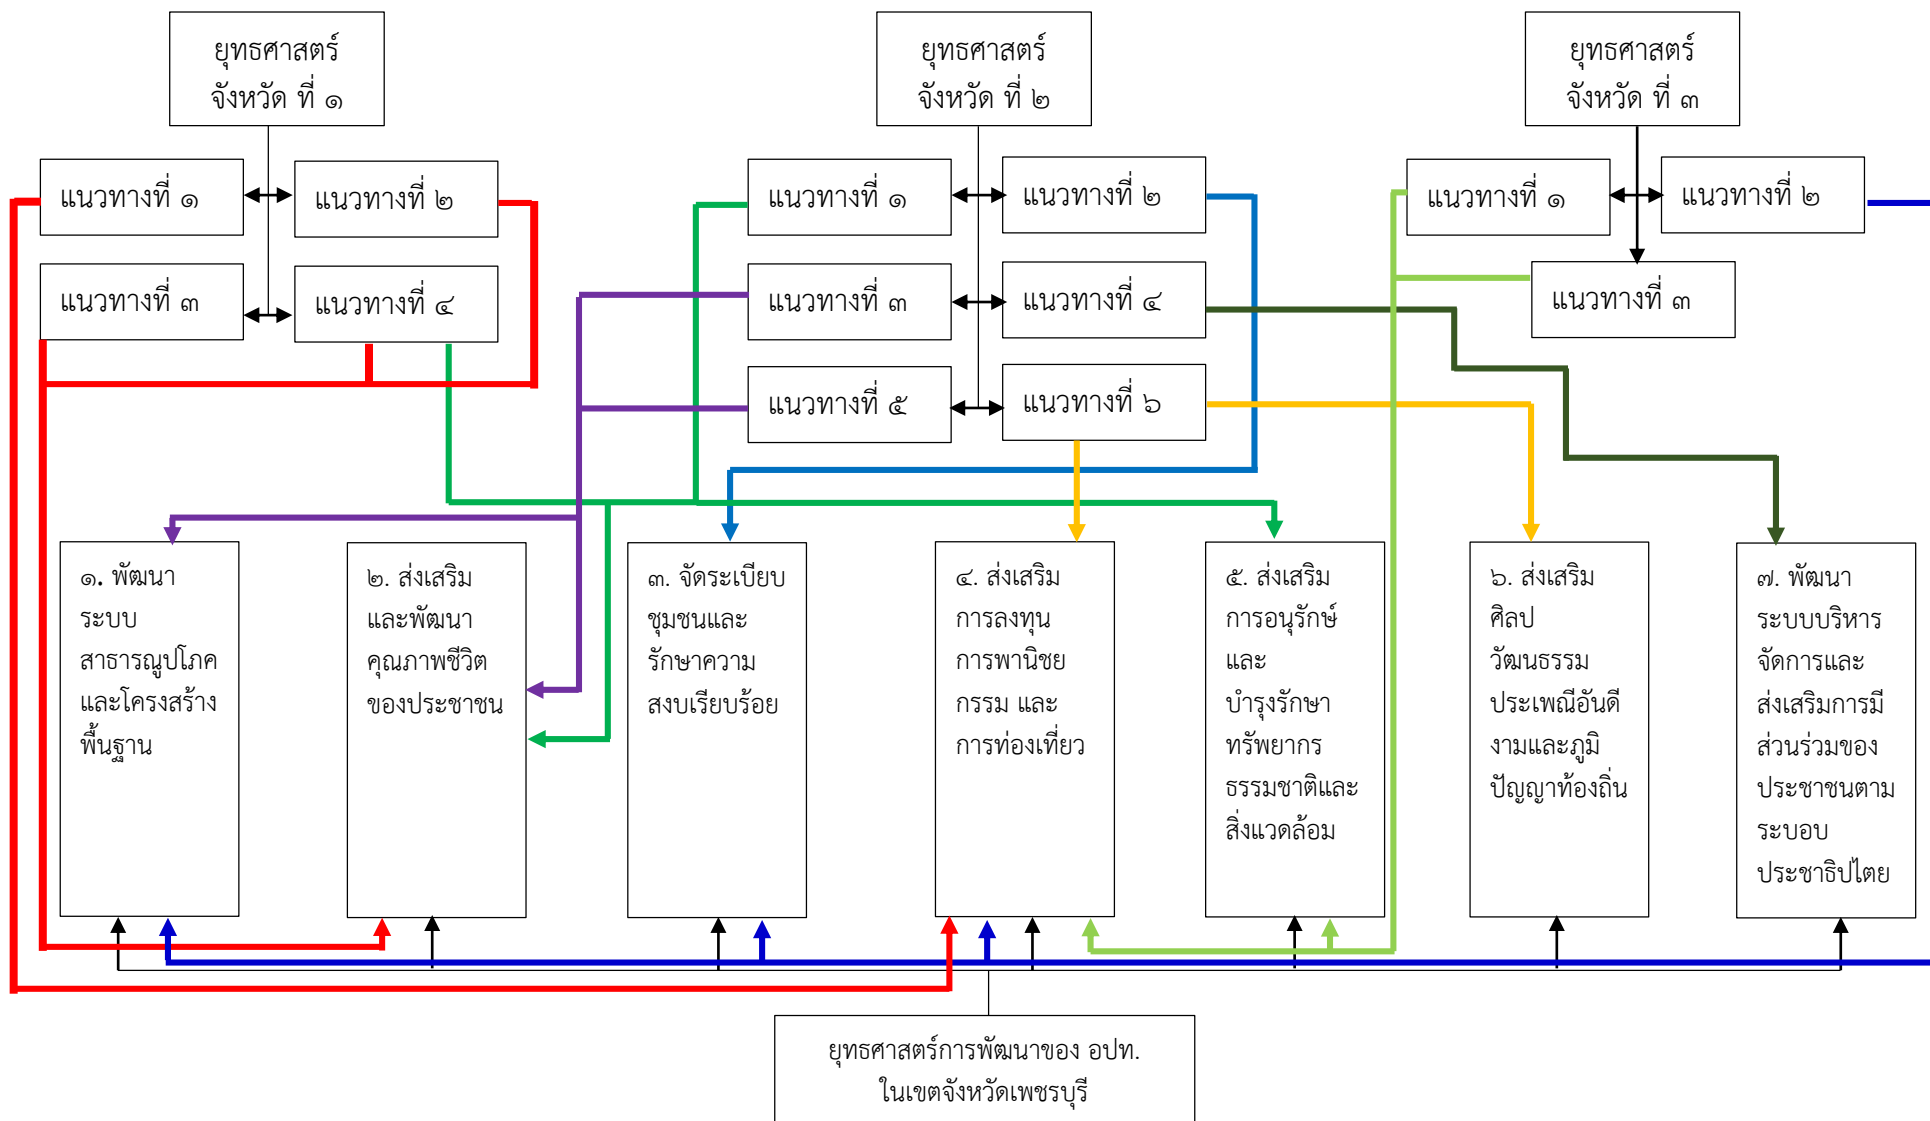 ยุทธศาสตร์
จังหวัด ที่ ๑
ยุทธศาสตร์
จังหวัด ที่ ๒
ยุทธศาสตร์
จังหวัด ที่ ๓
แนวทางที่ ๑
แนวทางที่ ๒
แนวทางที่ ๓
แนวทางที่ ๔
แนวทางที่ ๑
แนวทางที่ ๒
แนวทางที่ ๓
แนวทางที่ ๔
แนวทางที่ ๕
แนวทางที่ ๖
แนวทางที่ ๑
แนวทางที่ ๒
แนวทางที่ ๓
๑. พัฒนา
ระบบ
สาธารณูปโภค
และโครงสร้าง
พื้นฐาน
๒. ส่งเสริม
และพัฒนา
คุณภาพชีวิต
ของประชาชน
๓. จัดระเบียบ
ชุมชนและ
รักษาความ
สงบเรียบร้อย
๔. ส่งเสริม
การลงทุน
การพานิชย
กรรม และ
การท่องเที่ยว
๕. ส่งเสริม
การอนุรักษ์
และ
บำรุงรักษา
ทรัพยากร
ธรรมชาติและ
สิ่งแวดล้อม
๖. ส่งเสริม
ศิลป
วัฒนธรรม
ประเพณีอันดี
งามและภูมิ
ปัญญาท้องถิ่น
๗. พัฒนา
ระบบบริหาร
จัดการและ
ส่งเสริมการมี
ส่วนร่วมของ
ประชาชนตาม
ระบอบ
ประชาธิปไตย
ยุทธศาสตร์การพัฒนาของ อปท.
ในเขตจังหวัดเพชรบุรี